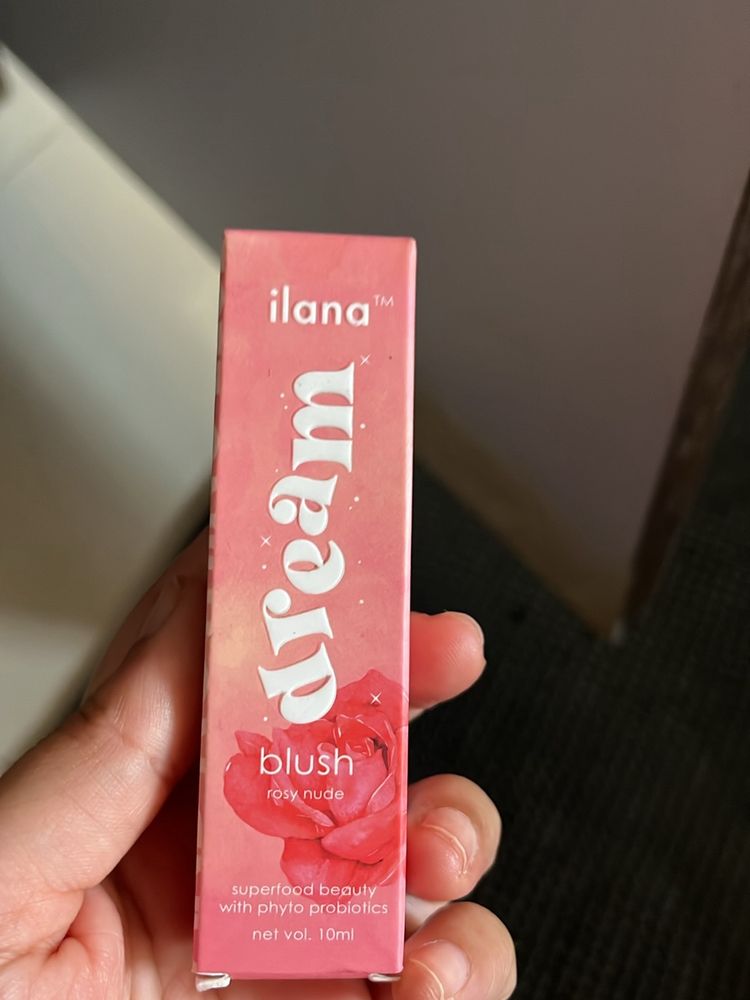 ilana™
dream
blush
rosy nude
superfood beauty
with phyto probiotics
net vol. 10ml